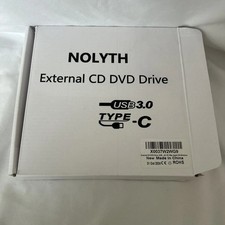 NOLYTH
External CD DVD Drive
USB3.0
TYPE-C
New Made in China